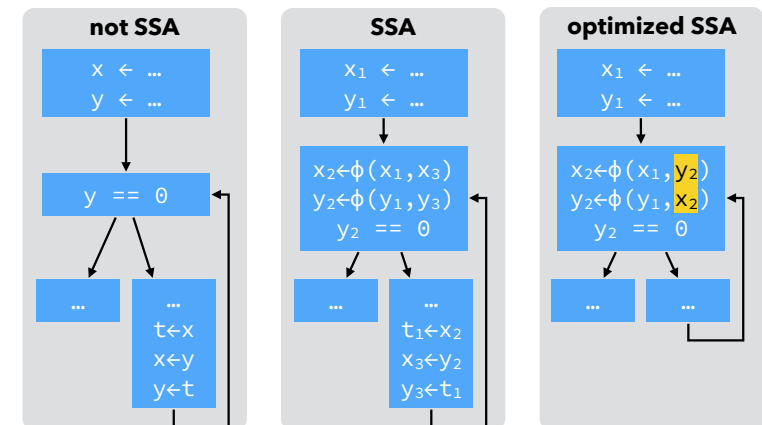 not SSA
x ← …
y ← …
y == 0
…
…
t←x
x←y
y←t
SSA
x₁ ← …
y₁ ← …
x₂←ϕ(x₁,x₃)
y₂←ϕ(y₁,y₃)
y₂ == 0
…
…
t₁←x₂
x₃←y₂
y₃←t₁
optimized SSA
x₁ ← …
y₁ ← …
x₂←ϕ(x₁,y₂)
y₂←ϕ(y₁,x₂)
y₂ == 0
…
…